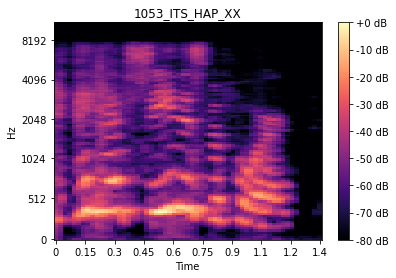 1053_ITS_HAP_XX
+0 dB
8192
-10 dB
4096
-20 dB
-30 dB
2048
Hz
-40 dB
1024
-50 dB
512
-60 dB
-70 dB
0
-80 dB
0 0.15 0.3 0.45 0.6 0.75 0.9 1.1 1.2 1.4
Time